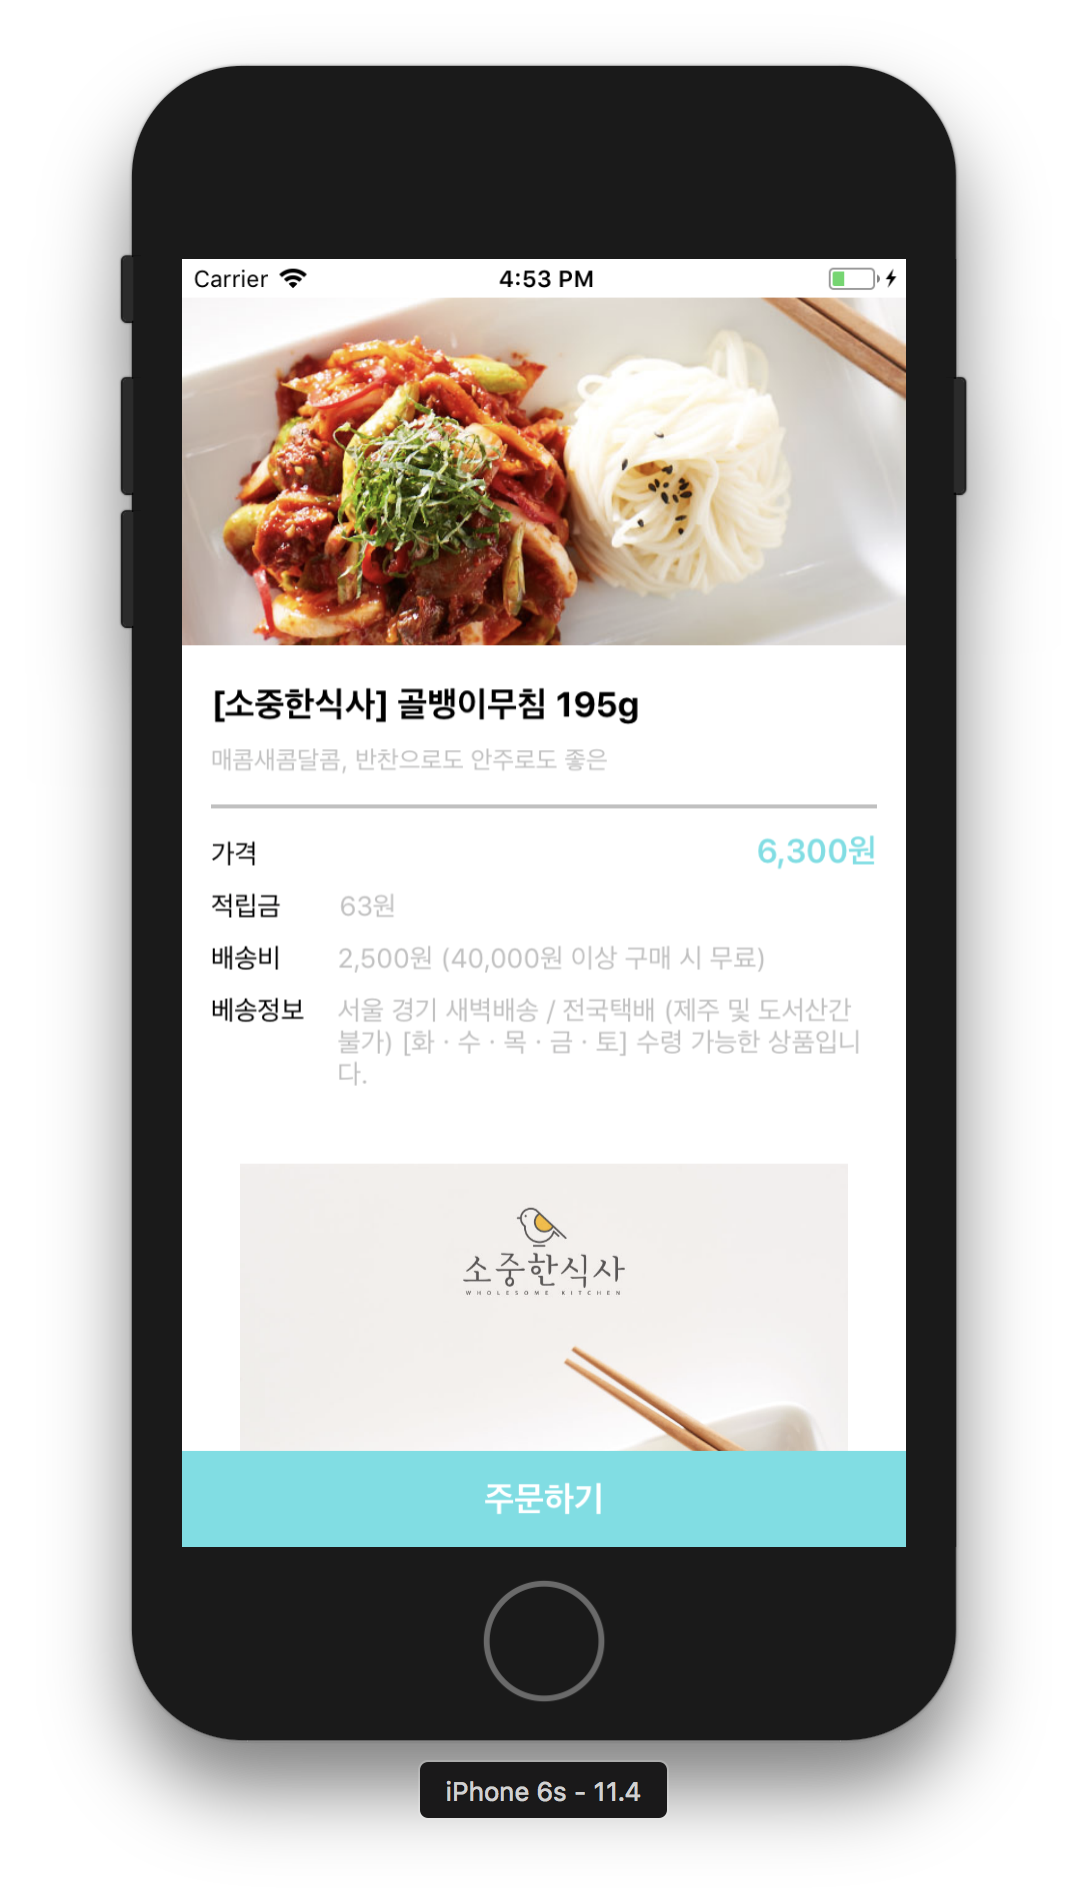 Carrier 4:53 PM
[소중한식사] 골뱅이무침 195g
매콤새콤달콤, 반찬으로도 안주로도 좋은
가격 6,300원
적립금 63원
배송비 2,500원 (40,000원 이상 구매 시 무료)
베송정보 서울 경기 새벽배송 / 전국택배 (제주 및 도서산간
불가) [화 · 수 · 목 · 금 · 토] 수령 가능한 상품입니
다.
소중한식사
WHOLESOME KITCHEN
주문하기
iPhone 6s - 11.4